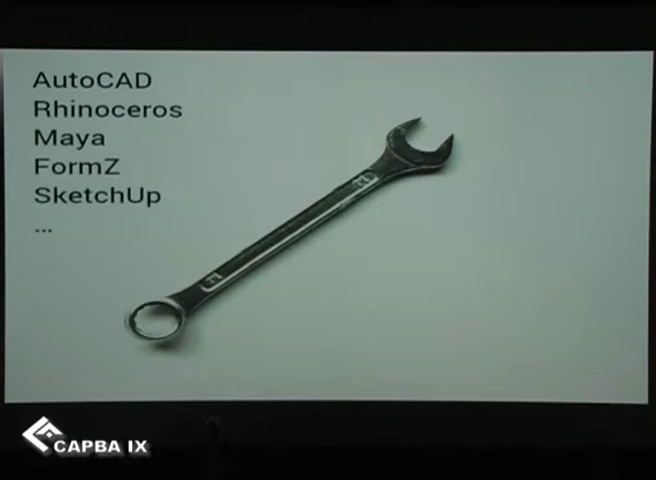 AutoCAD
Rhinoceros
Maya
FormZ
SketchUp
...
CAPBA IX